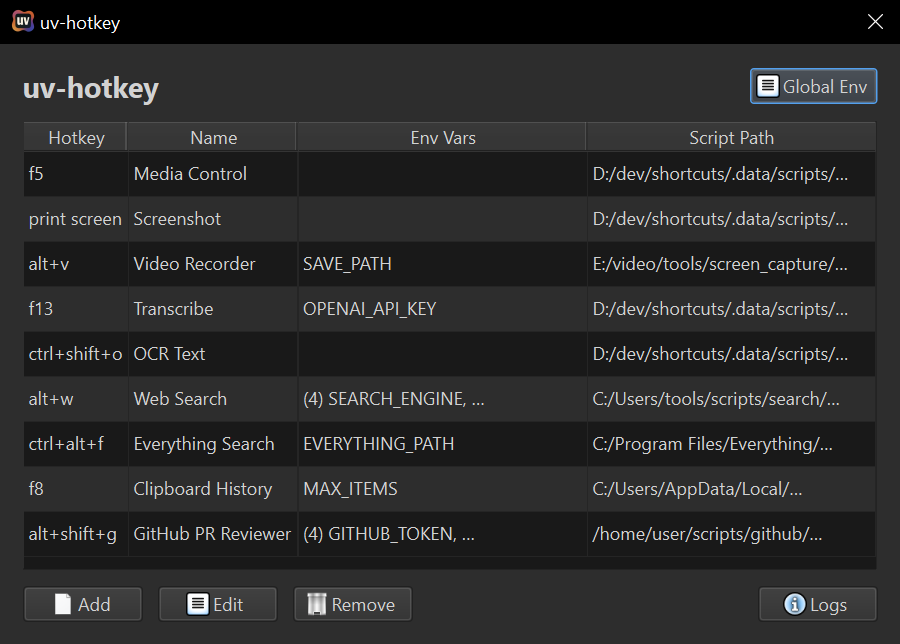 uv uv-hotkey
uv-hotkey
Global Env
Hotkey Name Env Vars Script Path
f5 Media Control D:/dev/shortcuts/.data/scripts/...
print screen Screenshot D:/dev/shortcuts/.data/scripts/...
alt+v Video Recorder SAVE_PATH E:/video/tools/screen_capture/...
f13 Transcribe OPENAI_API_KEY D:/dev/shortcuts/.data/scripts/...
ctrl+shift+o OCR Text D:/dev/shortcuts/.data/scripts/...
alt+w Web Search (4) SEARCH_ENGINE, ... C:/Users/tools/scripts/search/...
ctrl+alt+f Everything Search EVERYTHING_PATH C:/Program Files/Everything/...
f8 Clipboard History MAX_ITEMS C:/Users/AppData/Local/...
alt+shift+g GitHub PR Reviewer (4) GITHUB_TOKEN, ... /home/user/scripts/github/...
Add Edit Remove Logs